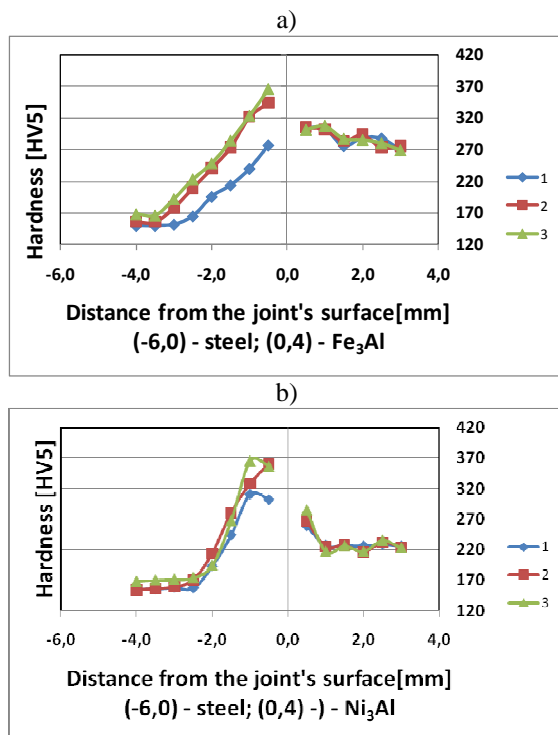 a)
420
370
320
270
220
170
120
Hardness [HV5]
1
2
3
-6,0 -4,0 -2,0 0,0 2,0 4,0
Distance from the joint's surface[mm]
(-6,0) - steel; (0,4) - Fe₃Al
b)
420
370
320
270
220
170
120
Hardness [HV5]
1
2
3
-6,0 -4,0 -2,0 0,0 2,0 4,0
Distance from the joint's surface[mm]
(-6,0) - steel; (0,4) -) - Ni₃Al